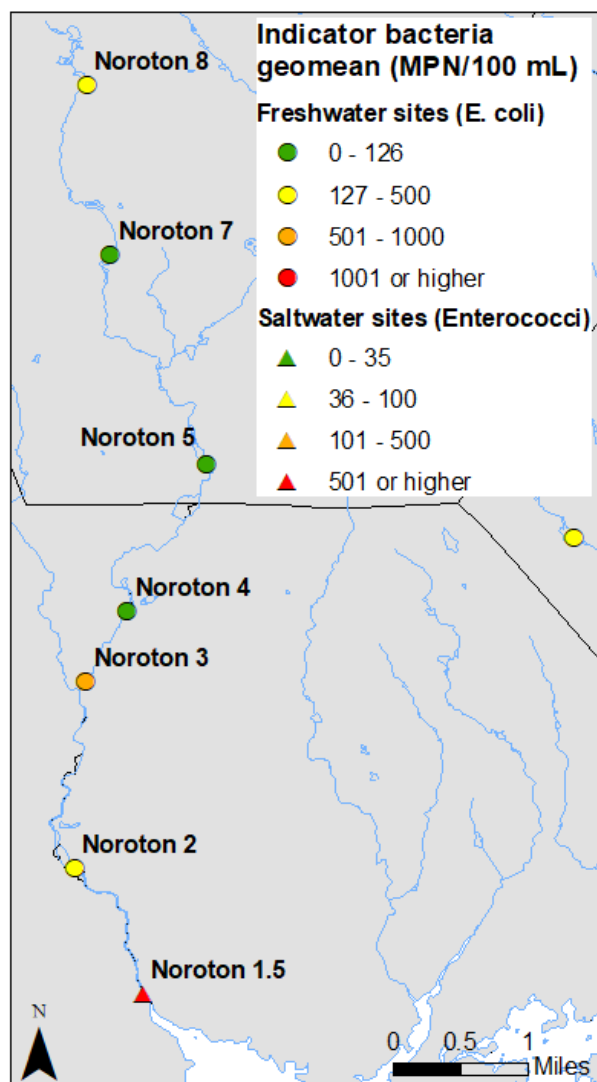 Indicator bacteria
geomean (MPN/100 mL)
Freshwater sites (E. coli)
0 - 126
127 - 500
501 - 1000
1001 or higher
Saltwater sites (Enterococci)
0 - 35
36 - 100
101 - 500
501 or higher
Noroton 8
Noroton 7
Noroton 5
Noroton 4
Noroton 3
Noroton 2
Noroton 1.5
N
0 0.5 1
Miles